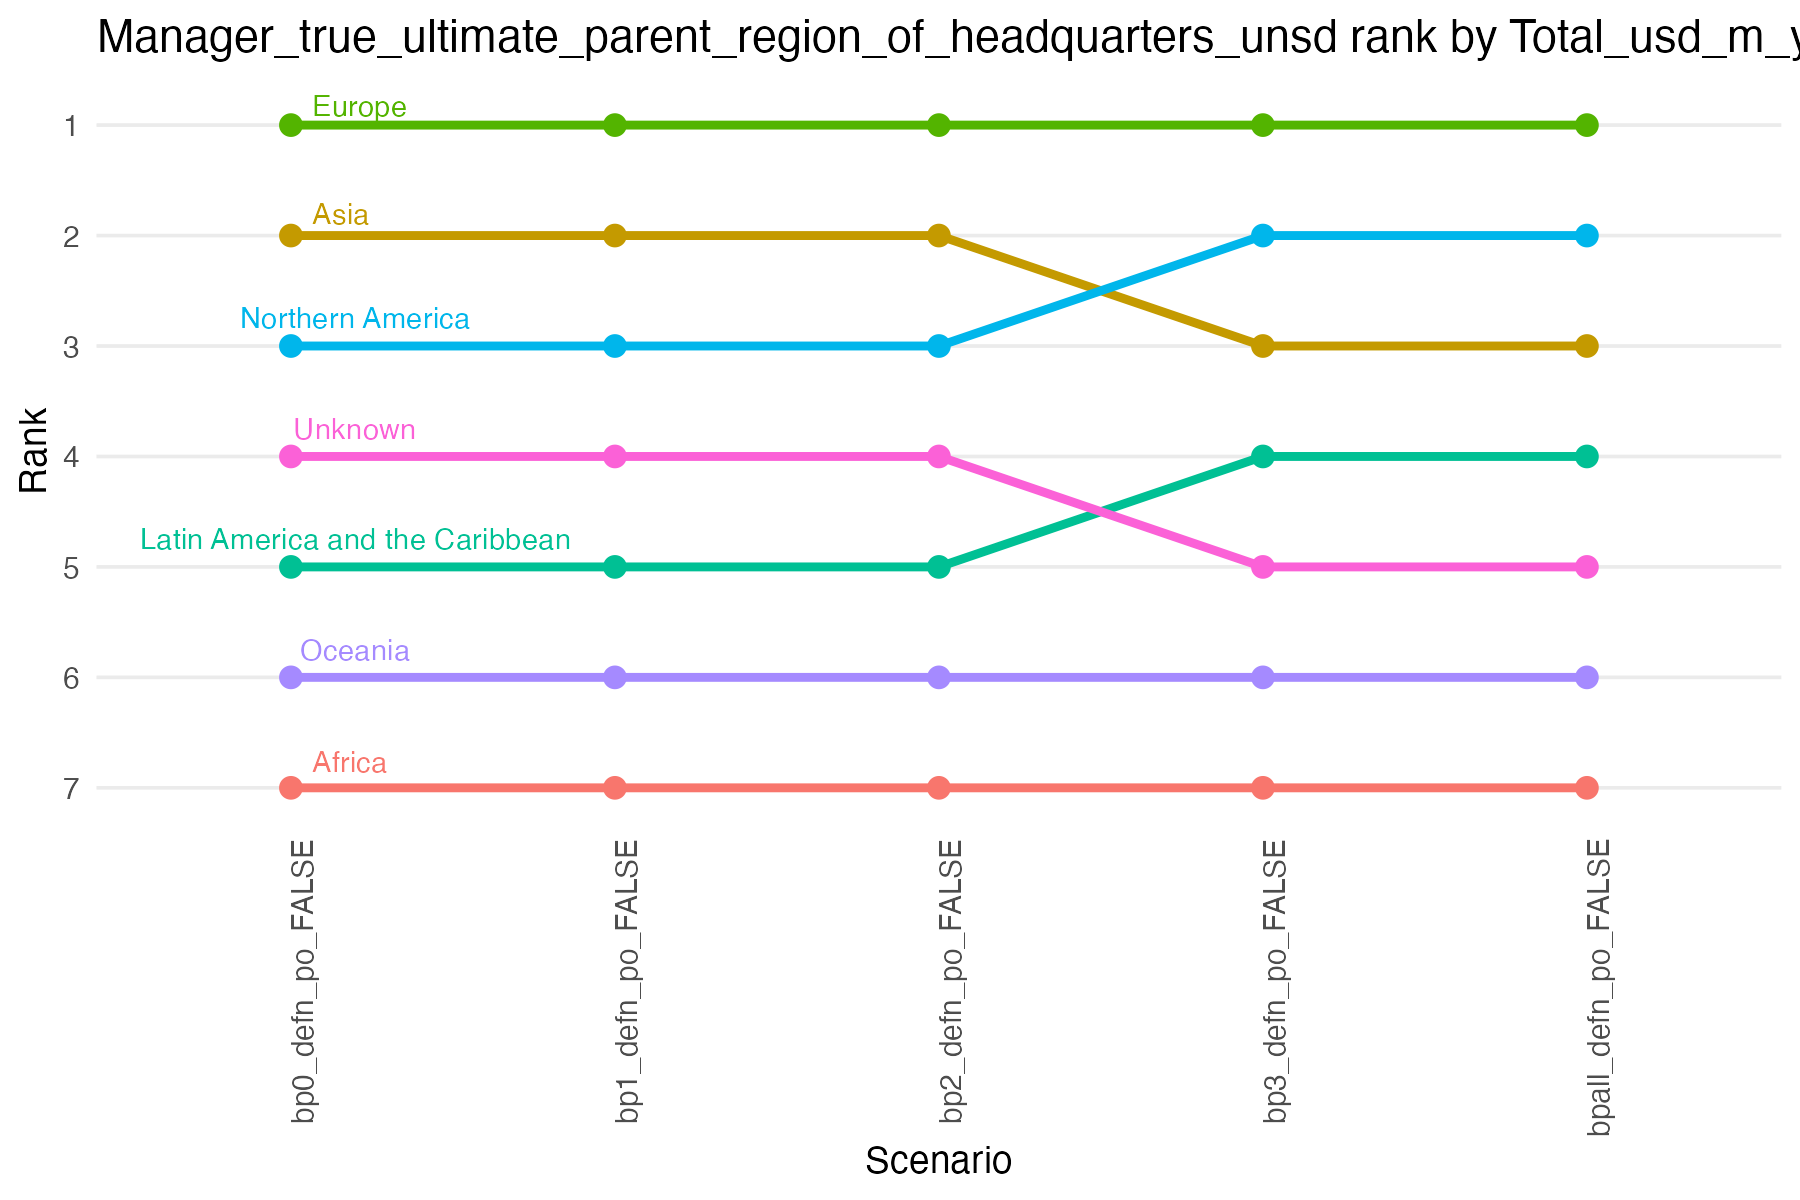 Manager_true_ultimate_parent_region_of_headquarters_unsd rank by Total_usd_m_y
Europe
1
Asia
2
Northern America
3
Unknown
4
Rank
Latin America and the Caribbean
5
Oceania
6
Africa
7
bp0_defn_po_FALSE
bp1_defn_po_FALSE
bp2_defn_po_FALSE
bp3_defn_po_FALSE
bpall_defn_po_FALSE
Scenario